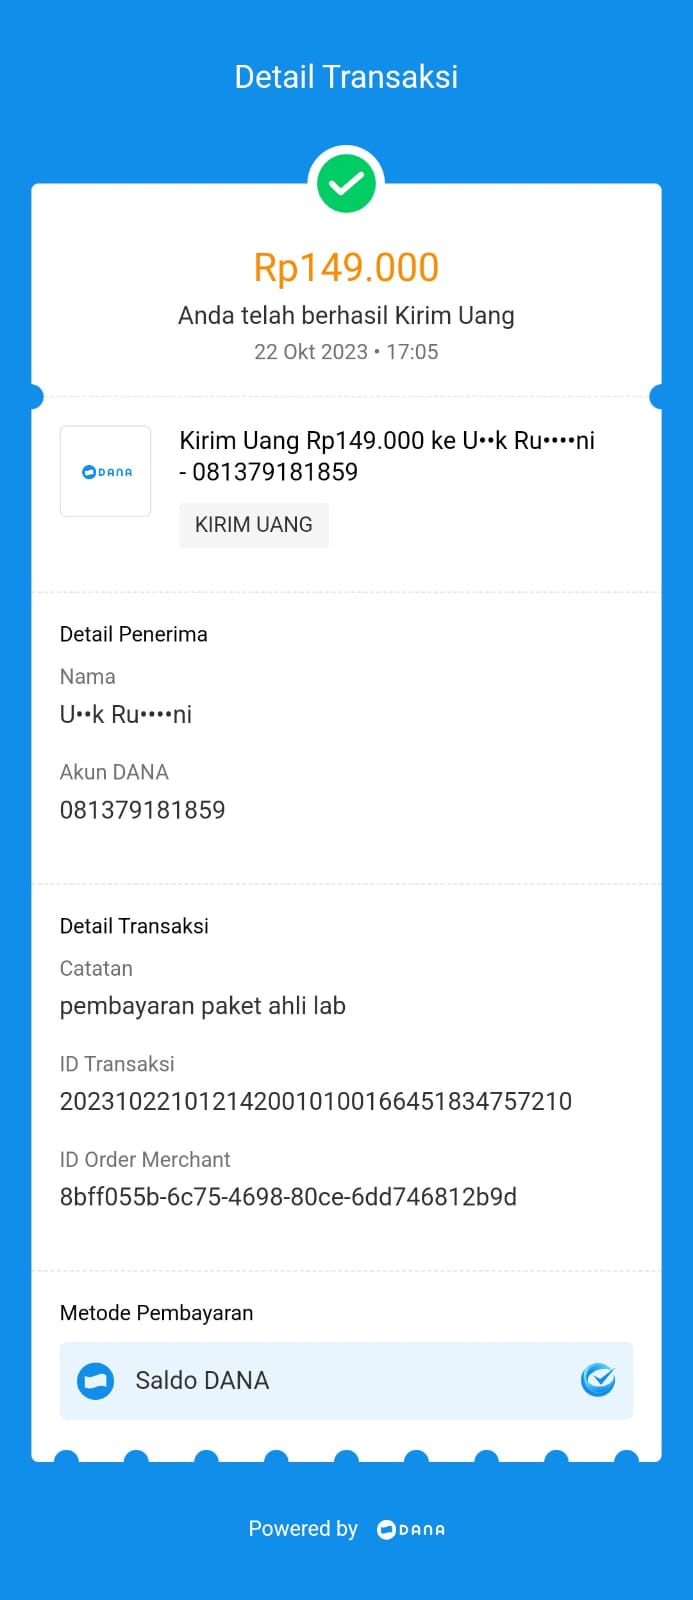 Detail Transaksi
Rp149.000
Anda telah berhasil Kirim Uang
22 Okt 2023 • 17:05
DANA
Kirim Uang Rp149.000 ke U••k Ru••••ni
- 081379181859
KIRIM UANG
Detail Penerima
Nama
U••k Ru••••ni
Akun DANA
081379181859
Detail Transaksi
Catatan
pembayaran paket ahli lab
ID Transaksi
20231022101214200101001664518347​57210
ID Order Merchant
8bff055b-6c75-4698-80ce-6dd746812b9d
Metode Pembayaran
Saldo DANA
Powered by DANA